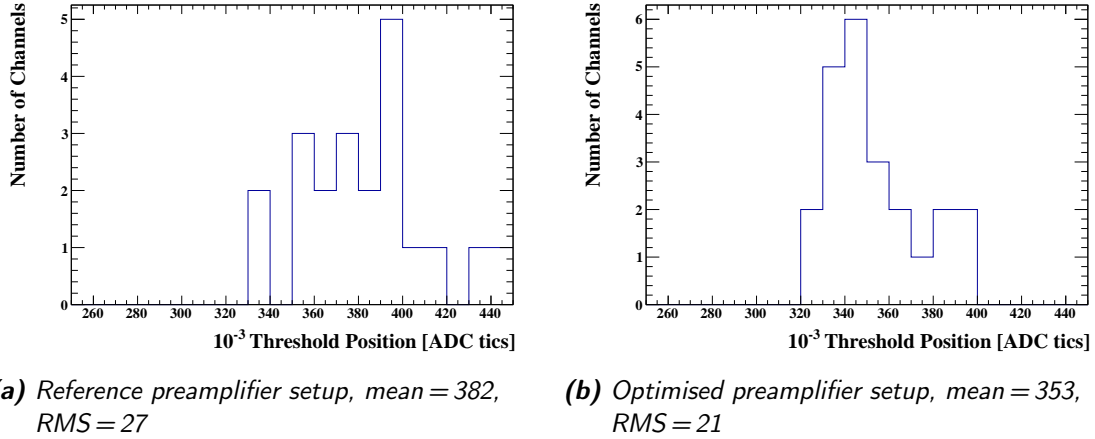 5
4
3
2
1
0
Number of Channels
260 280 300 320 340 360 380 400 420 440
10⁻³ Threshold Position [ADC tics]
6
5
4
3
2
1
0
Number of Channels
260 280 300 320 340 360 380 400 420 440
10⁻³ Threshold Position [ADC tics]
a) Reference preamplifier setup, mean = 382,
RMS = 27
(b) Optimised preamplifier setup, mean = 353,
RMS = 21